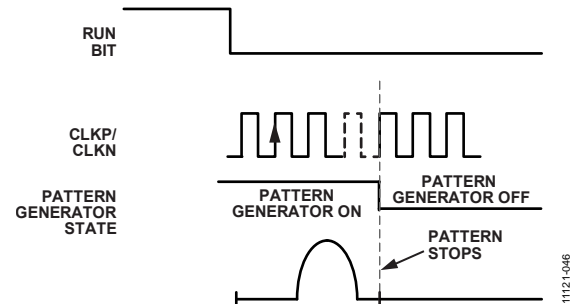 RUN
BIT
CLKP/
CLKN
PATTERN
GENERATOR
STATE
PATTERN
GENERATOR ON
PATTERN
GENERATOR OFF
PATTERN
STOPS
11121-046